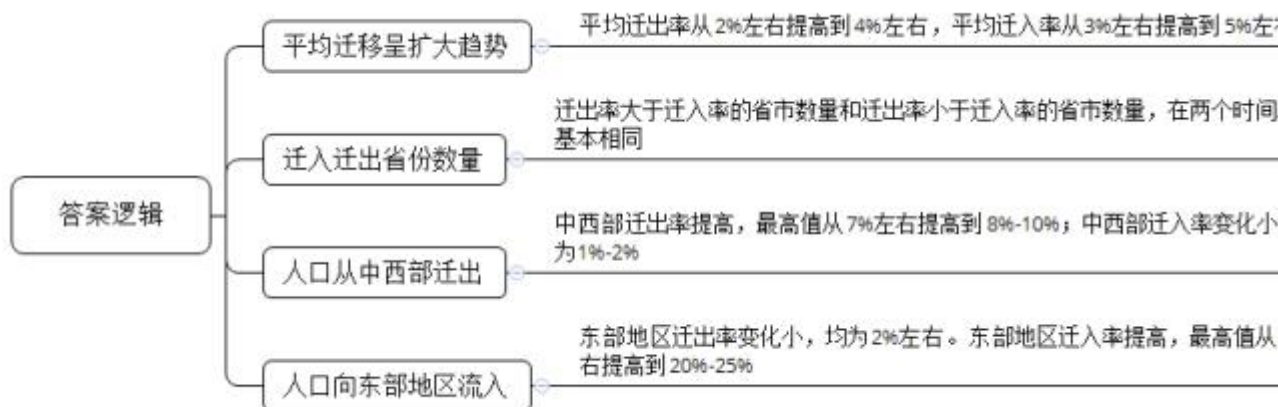 平均迁移呈扩大趋势
平均迁出率从2%左右提高到4%左右，平均迁入率从3%左右提高到5%左
迁入迁出省份数量
迁出率大于迁入率的省市数量和迁出率小于迁入率的省市数量，在两个时间
基本相同
答案逻辑
人口从中西部迁出
中西部迁出率提高，最高值从7%左右提高到8%-10%；中西部迁入率变化小
为1%-2%
人口向东部地区流入
东部地区迁出率变化小，均为2%左右。东部地区迁入率提高，最高值从
右提高到20%-25%